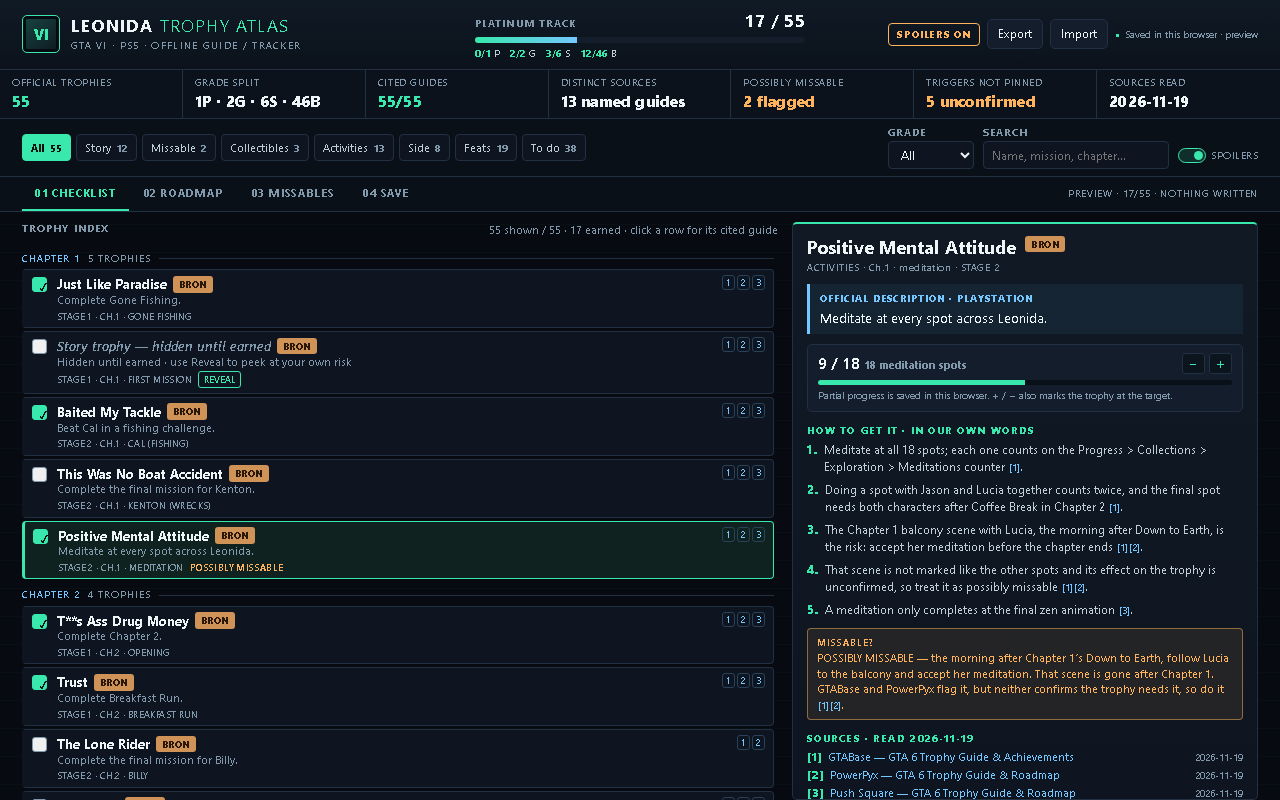 VI
LEONIDA TROPHY ATLAS
GTA VI · PS5 · OFFLINE GUIDE / TRACKER
PLATINUM TRACK
17 / 55
0/1 P 2/2 G 3/6 S 12/46 B
SPOILERS ON
Export
Import
• Saved in this browser · preview
OFFICIAL TROPHIES
55
GRADE SPLIT
1P · 2G · 6S · 46B
CITED GUIDES
55/55
DISTINCT SOURCES
13 named guides
POSSIBLY MISSABLE
2 flagged
TRIGGERS NOT PINNED
5 unconfirmed
SOURCES READ
2026-11-19
All 55
Story 12
Missable 2
Collectibles 3
Activities 13
Side 8
Feats 19
To do 38
GRADE
All
SEARCH
Name, mission, chapter...
SPOILERS
01 CHECKLIST
02 ROADMAP
03 MISSABLES
04 SAVE
PREVIEW · 17/55 · NOTHING WRITTEN
TROPHY INDEX
55 shown / 55 · 17 earned · click a row for its cited guide
CHAPTER 1 5 TROPHIES
Just Like Paradise BRON
1 2 3
Complete Gone Fishing.
STAGE 1 · CH.1 · GONE FISHING
Story trophy — hidden until earned BRON
1 2 3
Hidden until earned · use Reveal to peek at your own risk
STAGE 1 · CH.1 · FIRST MISSION REVEAL
Baited My Tackle BRON
1 2 3
Beat Cal in a fishing challenge.
STAGE 2 · CH.1 · CAL (FISHING)
This Was No Boat Accident BRON
1 2 3
Complete the final mission for Kenton.
STAGE 2 · CH.1 · KENTON (WRECKS)
Positive Mental Attitude BRON
1 2 3
Meditate at every spot across Leonida.
STAGE 2 · CH.1 · MEDITATION POSSIBLY MISSABLE
CHAPTER 2 4 TROPHIES
T**s Ass Drug Money BRON
1 2 3
Complete Chapter 2.
STAGE 1 · CH.2 · OPENING
Trust BRON
1 2 3
Complete Breakfast Run.
STAGE 1 · CH.2 · BREAKFAST RUN
The Lone Rider BRON
1 2
Complete the final mission for Billy.
STAGE 2 · CH.2 · BILLY
Positive Mental Attitude BRON
ACTIVITIES · Ch.1 · meditation · STAGE 2
OFFICIAL DESCRIPTION · PLAYSTATION
Meditate at every spot across Leonida.
9 / 18 18 meditation spots
− +
Partial progress is saved in this browser. + / − also marks the trophy at the target.
HOW TO GET IT · IN OUR OWN WORDS
1. Meditate at all 18 spots; each one counts on the Progress > Collections >
Exploration > Meditations counter [1].
2. Doing a spot with Jason and Lucia together counts twice, and the final spot
needs both characters after Coffee Break in Chapter 2 [1].
3. The Chapter 1 balcony scene with Lucia, the morning after Down to Earth, is
the risk: accept her meditation before the chapter ends [1][2].
4. That scene is not marked like the other spots and its effect on the trophy is
unconfirmed, so treat it as possibly missable [1][2].
5. A meditation only completes at the final zen animation [3].
MISSABLE?
POSSIBLY MISSABLE — the morning after Chapter 1's Down to Earth, follow Lucia
to the balcony and accept her meditation. That scene is gone after Chapter 1.
GTABase and PowerPyx flag it, but neither confirms the trophy needs it, so do it
[1][2].
SOURCES · READ 2026-11-19
[1] GTABase — GTA 6 Trophy Guide & Achievements 2026-11-19
[2] PowerPyx — GTA 6 Trophy Guide & Roadmap 2026-11-19
[3] Push Square — GTA 6 Trophy Guide & Roadmap 2026-11-19